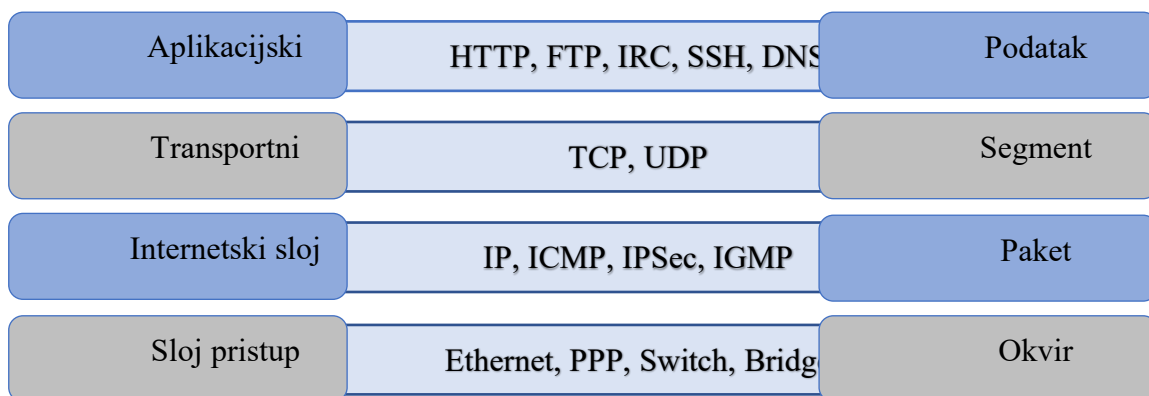 Aplikacijski HTTP, FTP, IRC, SSH, DNS Podatak
Transportni TCP, UDP Segment
Internetski sloj IP, ICMP, IPSec, IGMP Paket
Sloj pristup Ethernet, PPP, Switch, Bridg Okvir